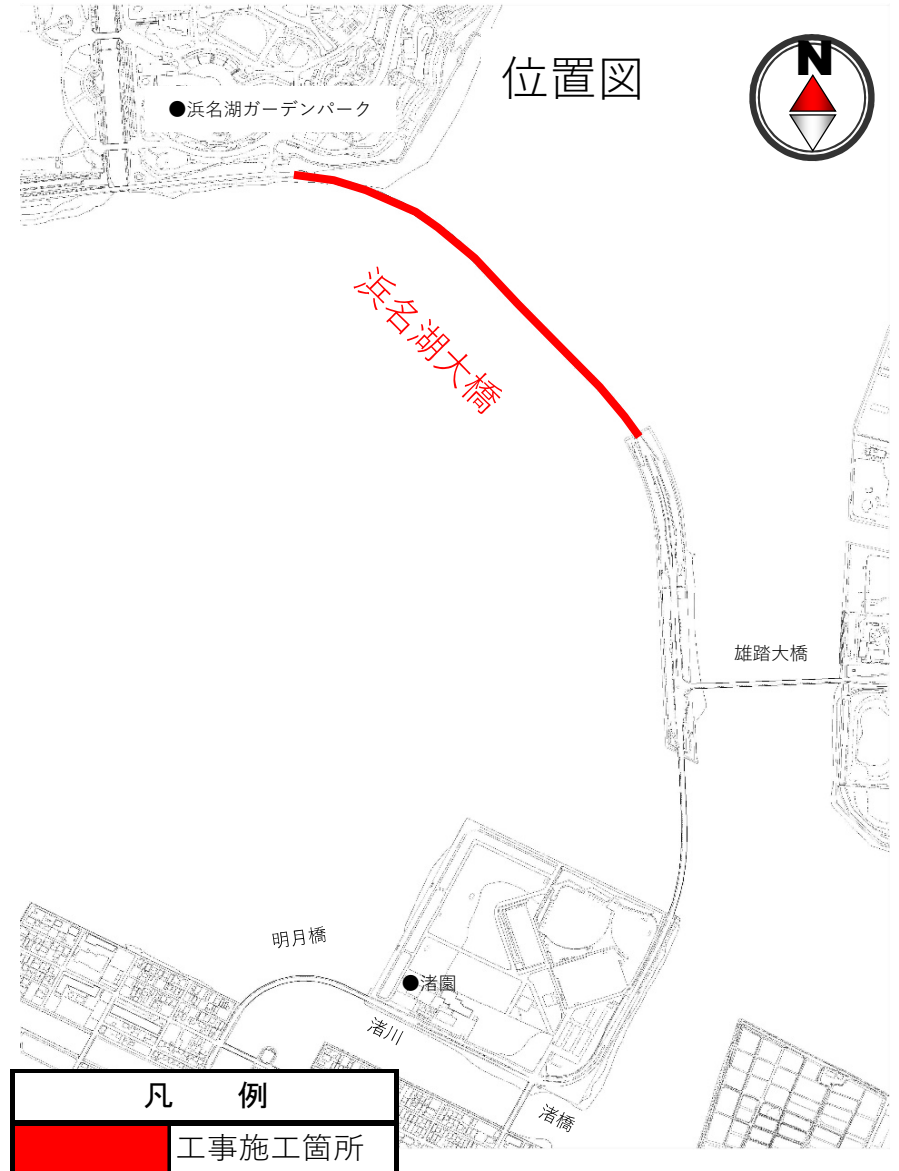 位置図
N
●浜名湖ガーデンパーク
浜名湖大橋
雄踏大橋
明月橋
●渚園
渚川
渚橋
凡　例
工事施工箇所